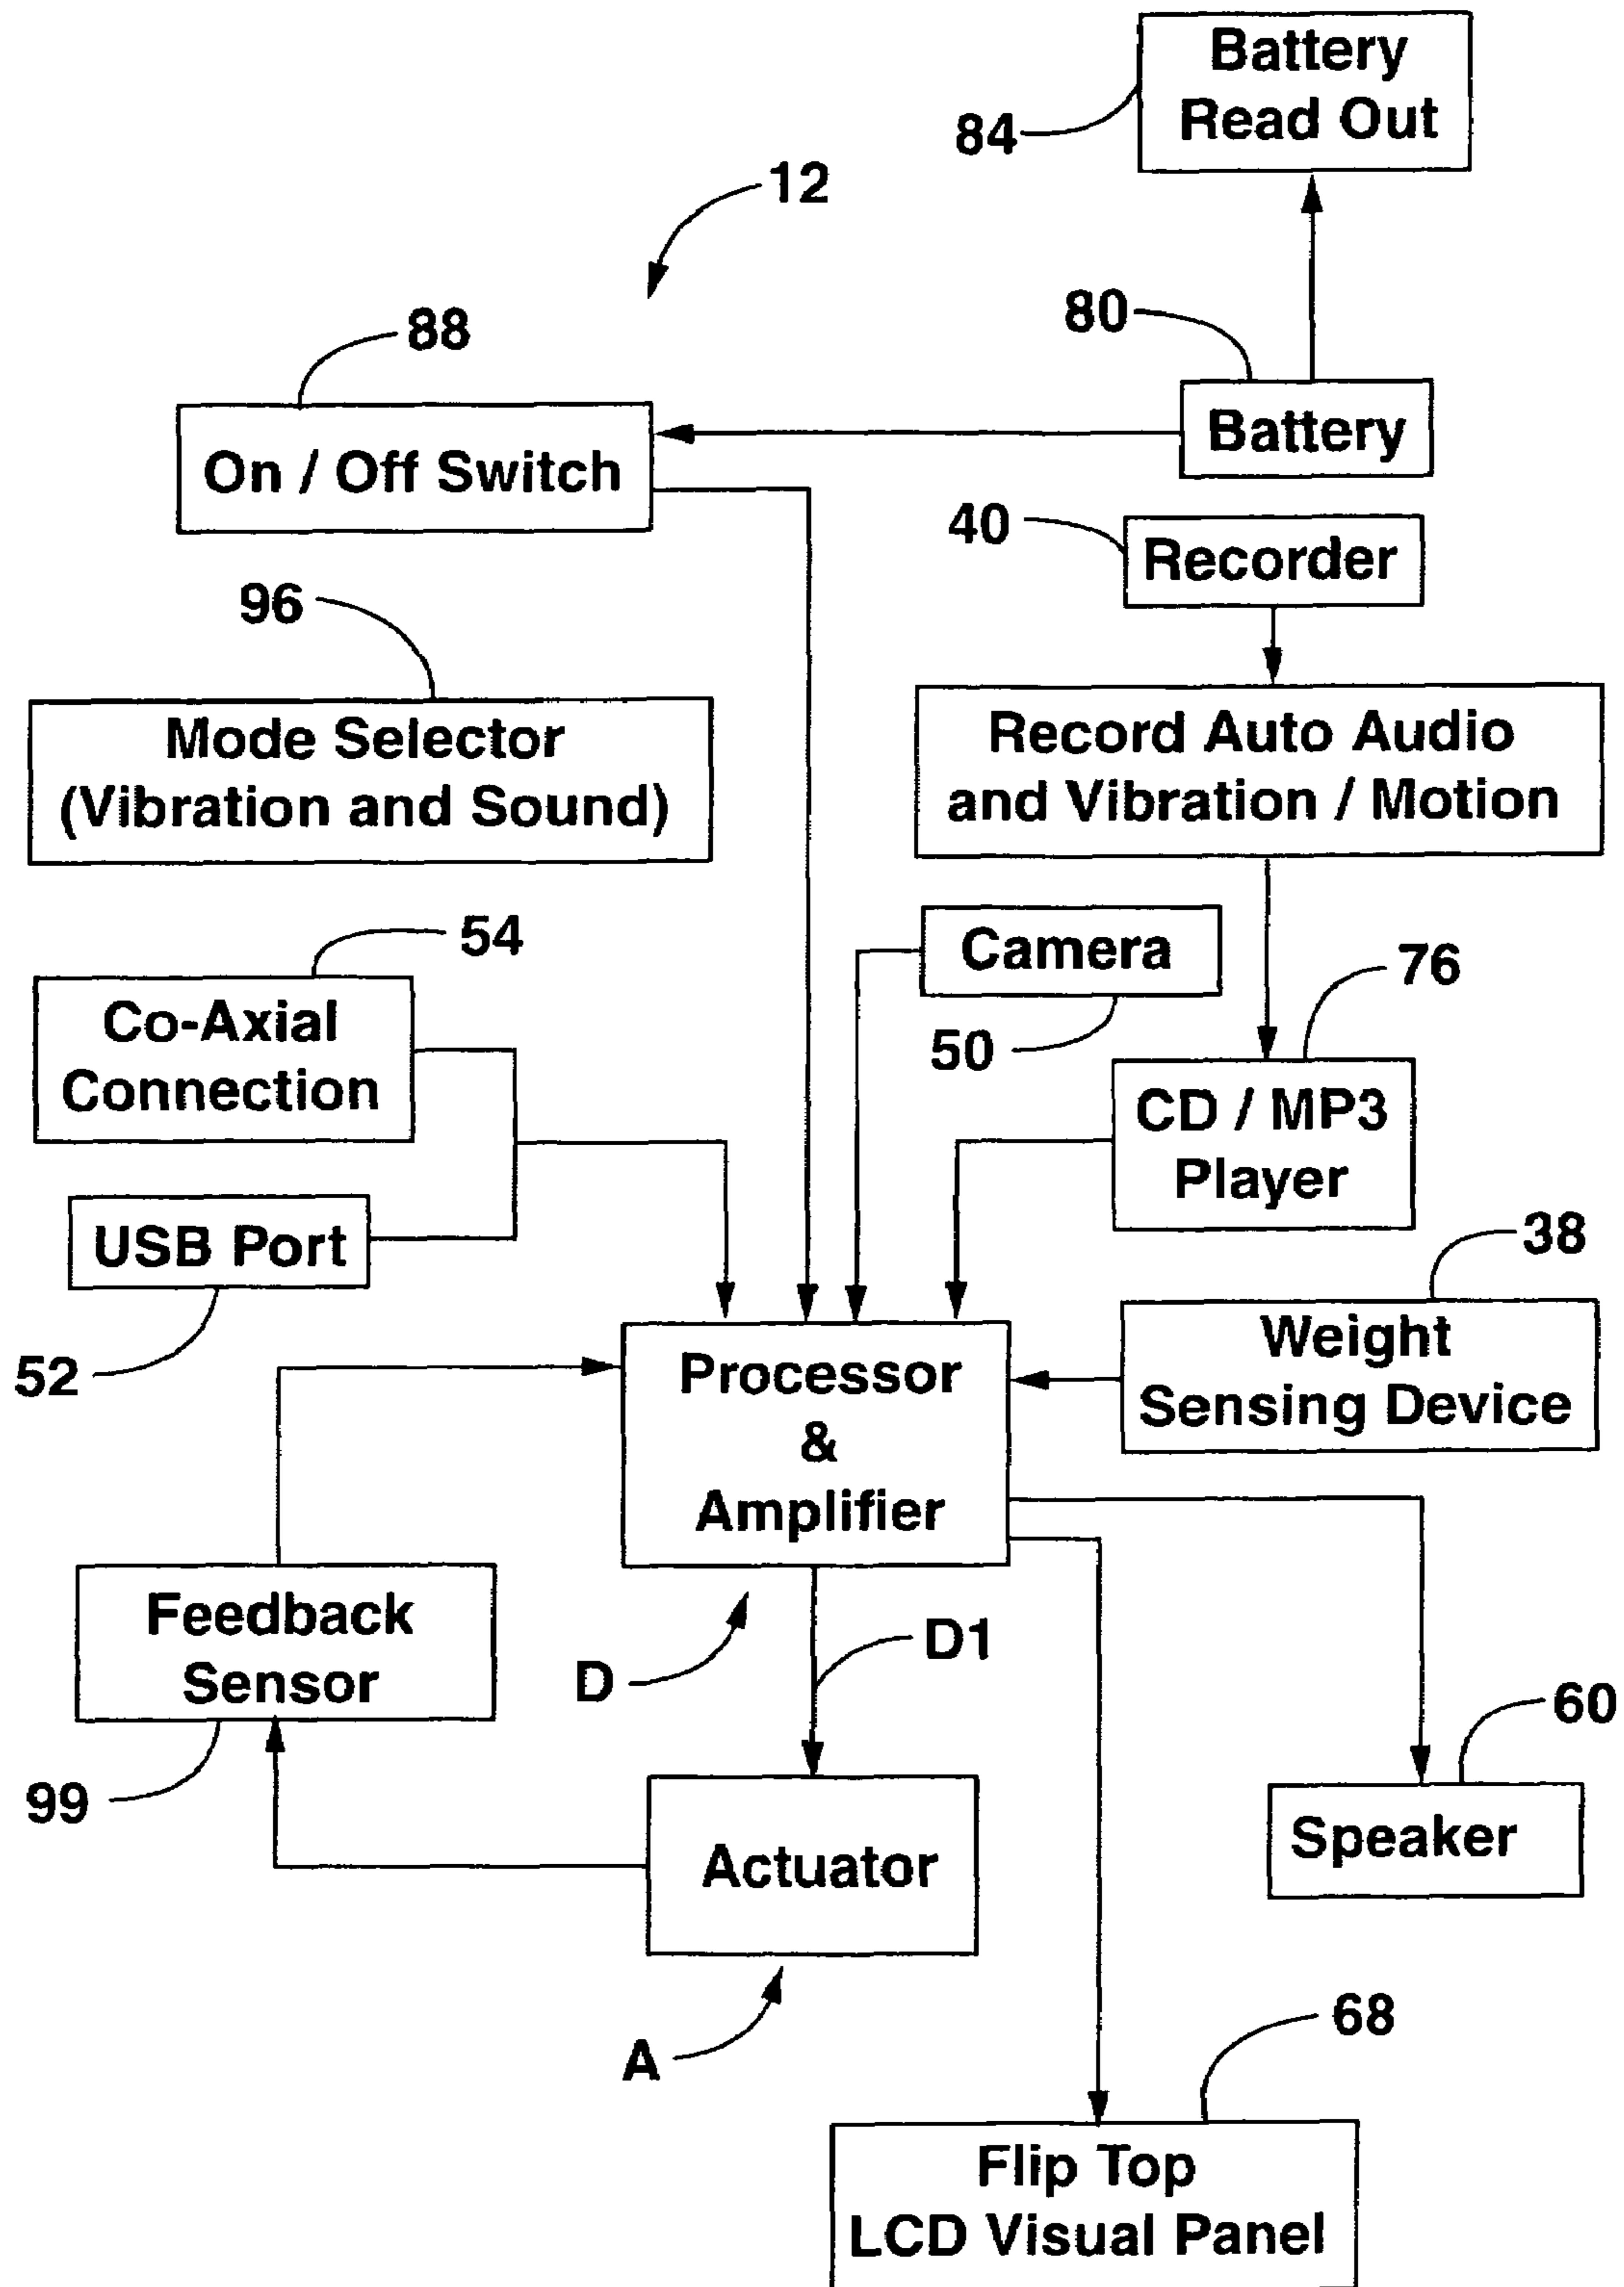 Battery
Read Out
84
12
80
88
Battery
On / Off Switch
40
Recorder
96
Mode Selector
(Vibration and Sound)
Record Auto Audio
and Vibration / Motion
54
Camera
76
Co-Axial
Connection
50
CD / MP3
Player
USB Port
38
52
Weight
Sensing Device
Processor
&
Amplifier
Feedback
Sensor
D1
D
60
99
Speaker
Actuator
68
A
Flip Top
LCD Visual Panel